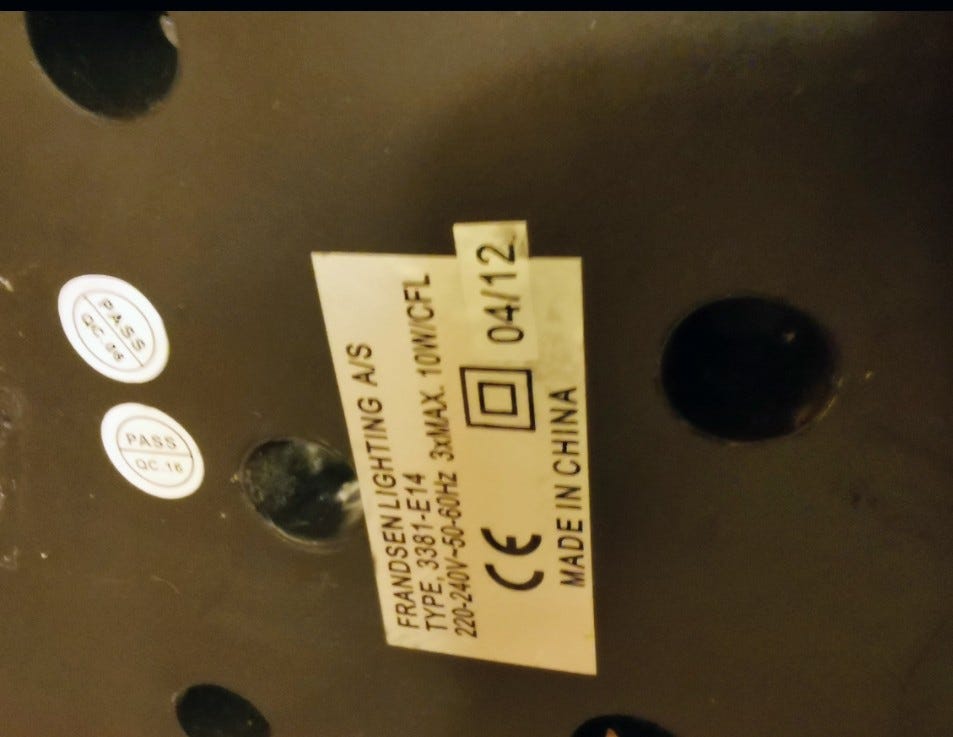 FRANDSEN LIGHTING A/S
TYPE, 3381-E14
220-240V~50-60Hz 3xMAX. 10W/CFL
CE
04/12
MADE IN CHINA
PASS
QC.08
PASS
QC.16